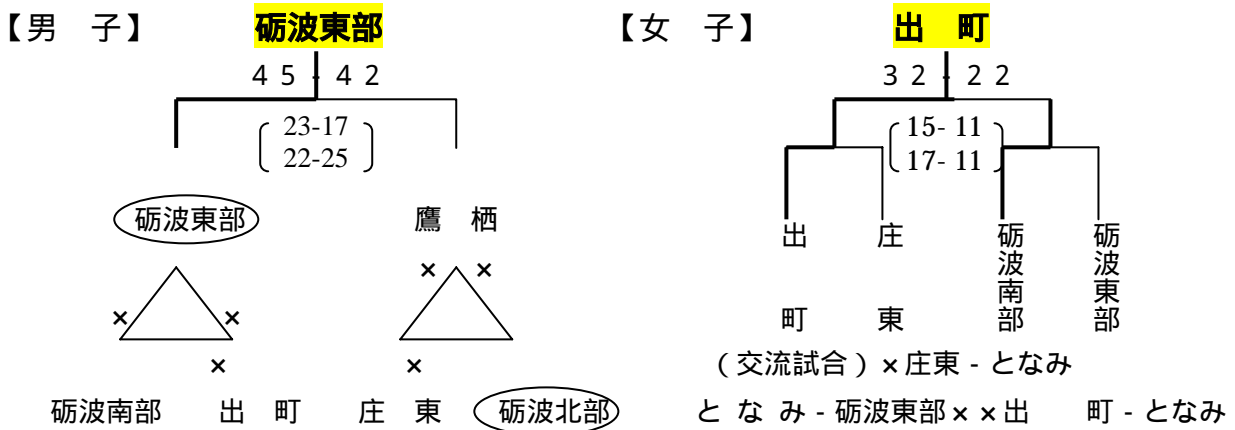 【男　子】　砺波東部　【女　子】　出　町
４５-４２　３２-２２
23-17　15-11
22-25　17-11
砺波東部　鷹　栖　出　町　庄　東　砺波南部　砺波東部
×　×
×　×
×　×
（交流試合）×庄東-となみ
砺波南部　出　町　庄　東　砺波北部　となみ-砺波東部××出　町-となみ